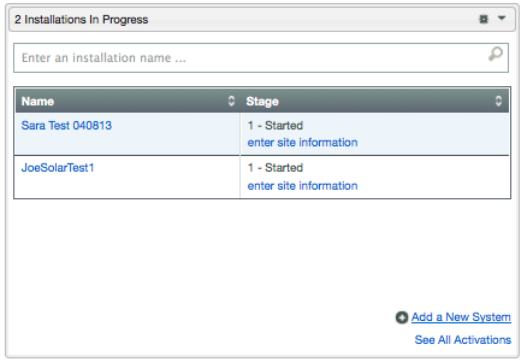 2 Installations In Progress
Enter an installation name ...
Name Stage
Sara Test 040813 1 - Started
enter site information
JoeSolarTest1 1 - Started
enter site information
Add a New System
See All Activations